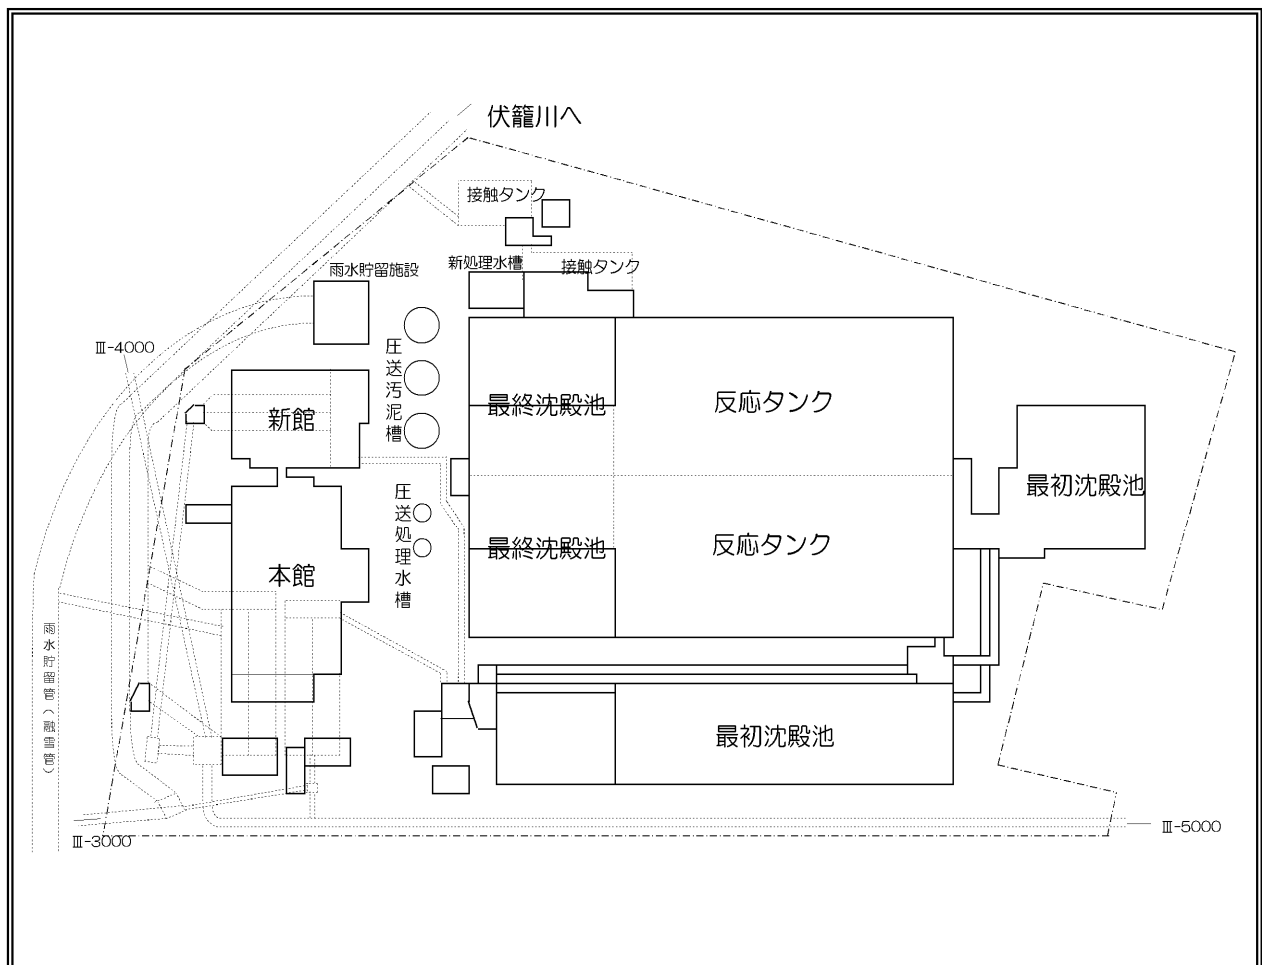 伏籠川へ
接触タンク
新処理水槽
接触タンク
雨水貯留施設
Ⅲ-4000
圧送汚泥槽
最終沈殿池
反応タンク
新館
最初沈殿池
圧送処理水槽
最終沈殿池
反応タンク
本館
雨水貯留管(融雪管)
最初沈殿池
Ⅲ-5000
Ⅲ-3000